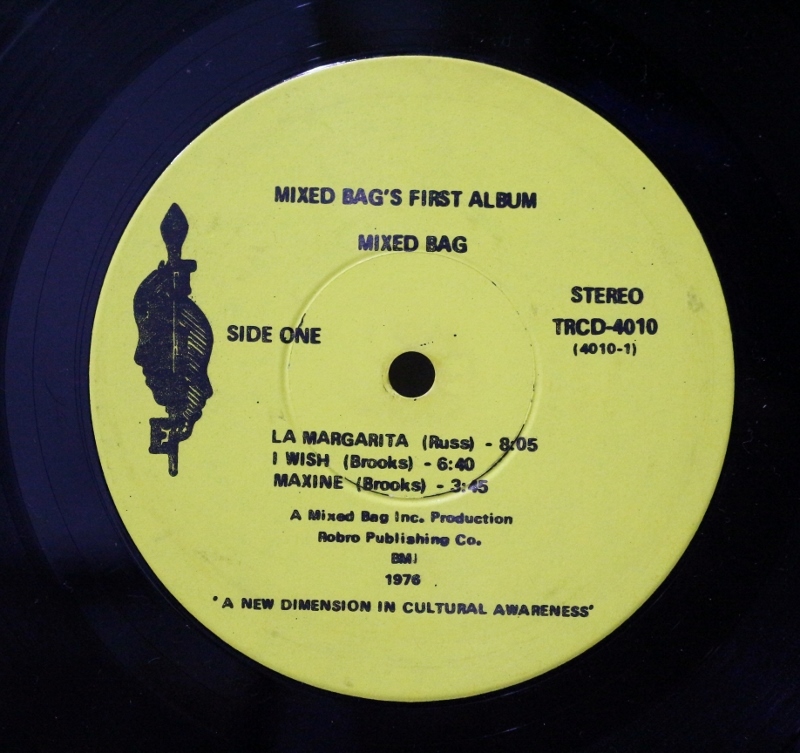 MIXED BAG'S FIRST ALBUM
MIXED BAG
STEREO
TRCD-4010
(4010-1)
SIDE ONE
LA MARGARITA (Russ) - 8:05
I WISH (Brooks) - 6:40
MAXINE (Brooks) - 3:45
A Mixed Bag Inc. Production
Robro Publishing Co.
BMI
1976
"A NEW DIMENSION IN CULTURAL AWARENESS"